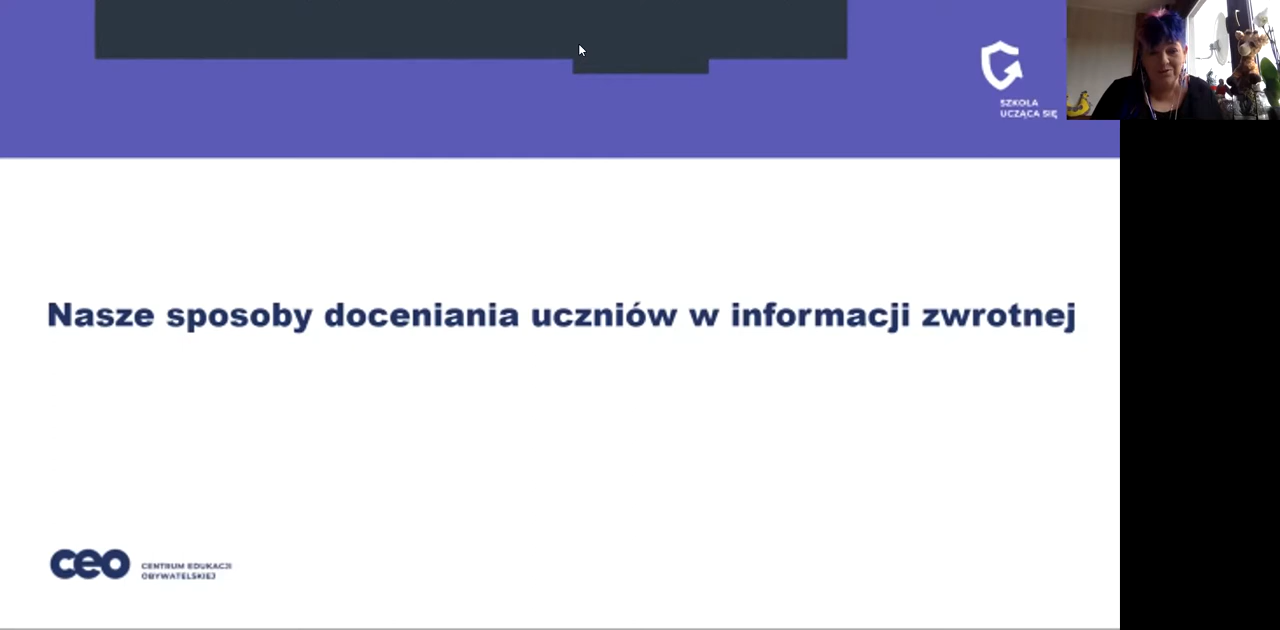 SZKOŁA
UCZĄCA SIĘ
Nasze sposoby doceniania uczniów w informacji zwrotnej
ceo
CENTRUM EDUKACJI
OBYWATELSKIEJ